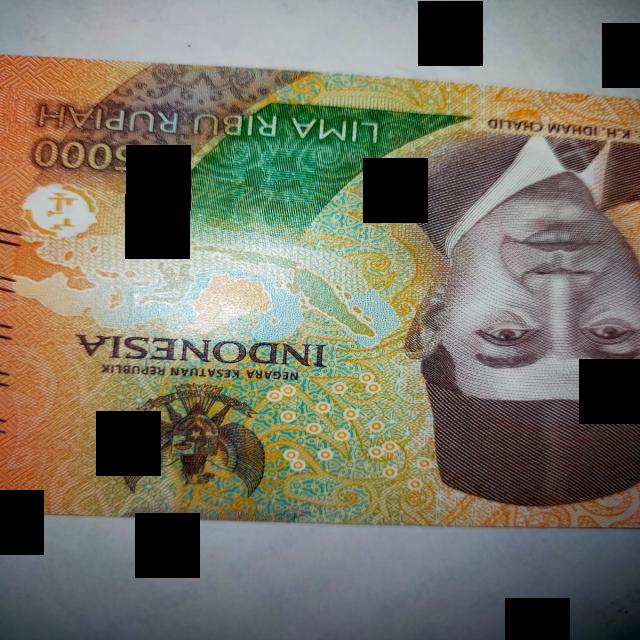 NEGARA KESATUAN REPUBLIK
INDONESIA
5000
LIMA RIBU RUPIAH
K.H. IDHAM CHALID